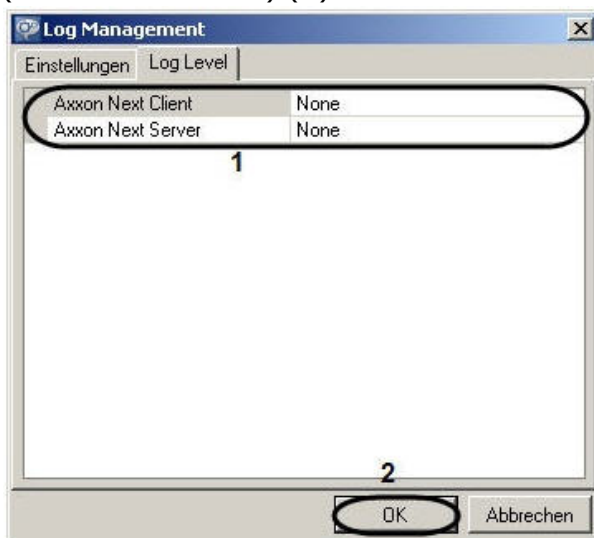 Log Management
Einstellungen Log Level
Axxon Next Client None
Axxon Next Server None
1
2
OK Abbrechen